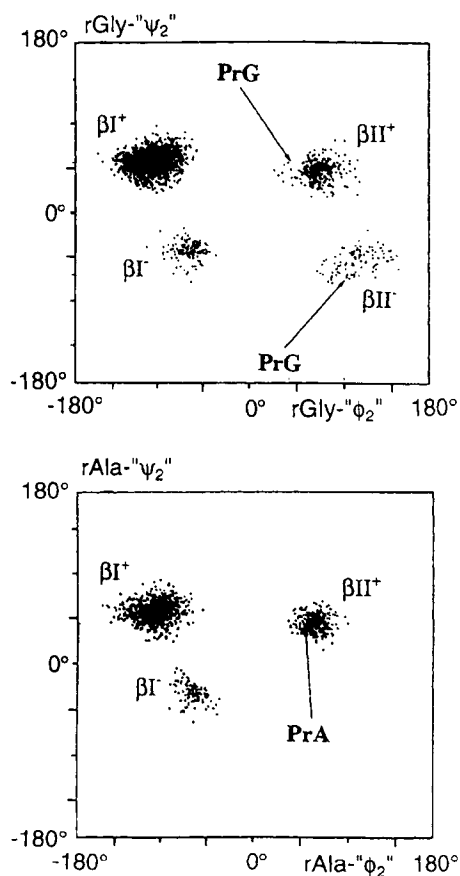 rGly-"ψ₂"
180°
PrG
βI⁺
βII⁺
0°
βI⁻
βII⁻
PrG
-180°
-180°
0°
rGly-"ϕ₂"
180°
rAla-"ψ₂"
180°
βI⁺
βII⁺
0°
βI⁻
PrA
-180°
-180°
0°
rAla-"ϕ₂"
180°